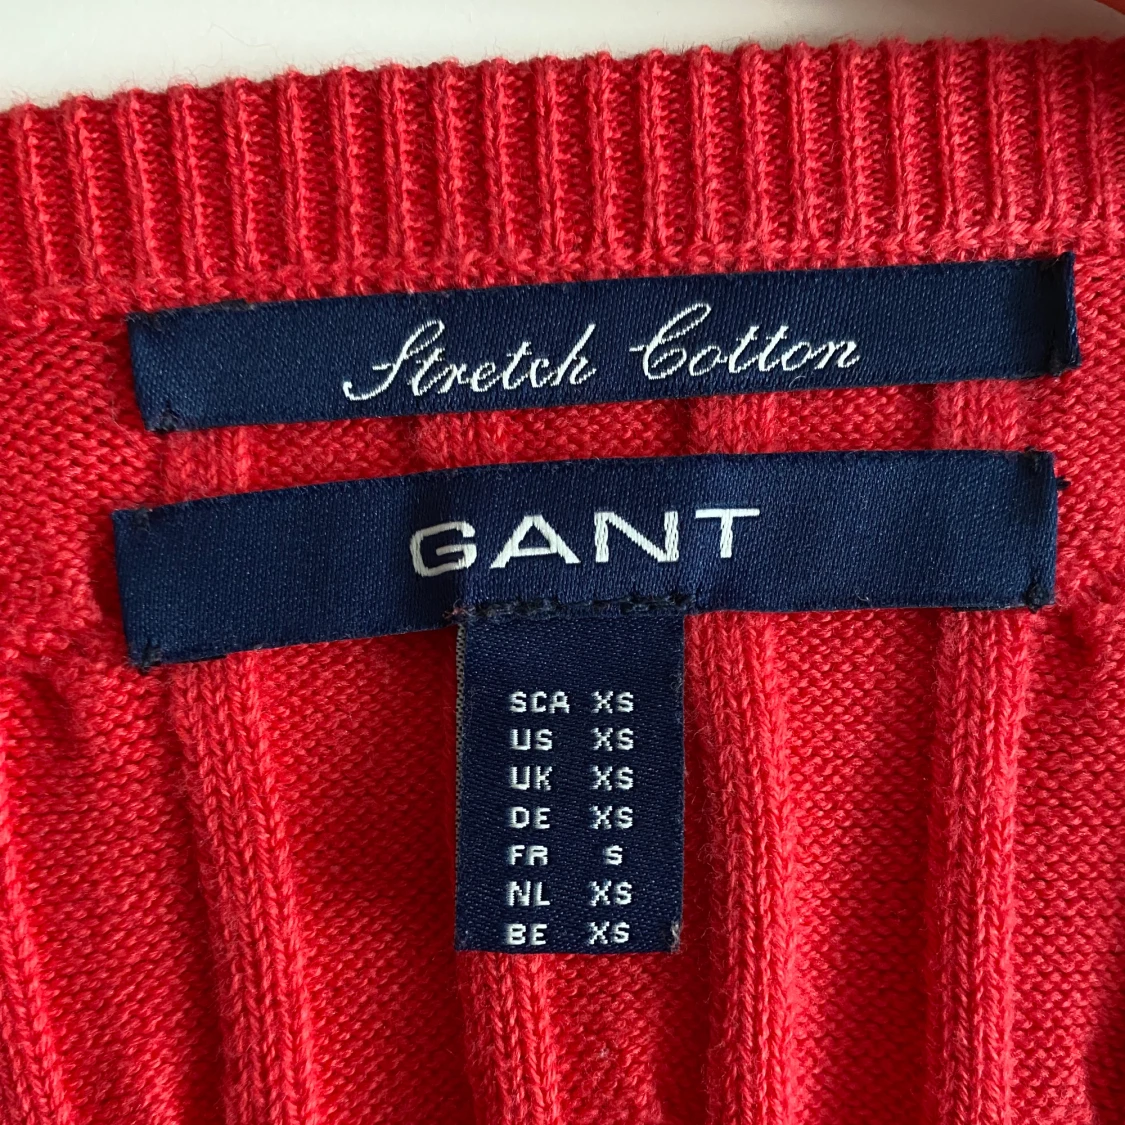 Stretch Cotton
GANT
SCA XS
US XS
UK XS
DE XS
FR S
NL XS
BE XS